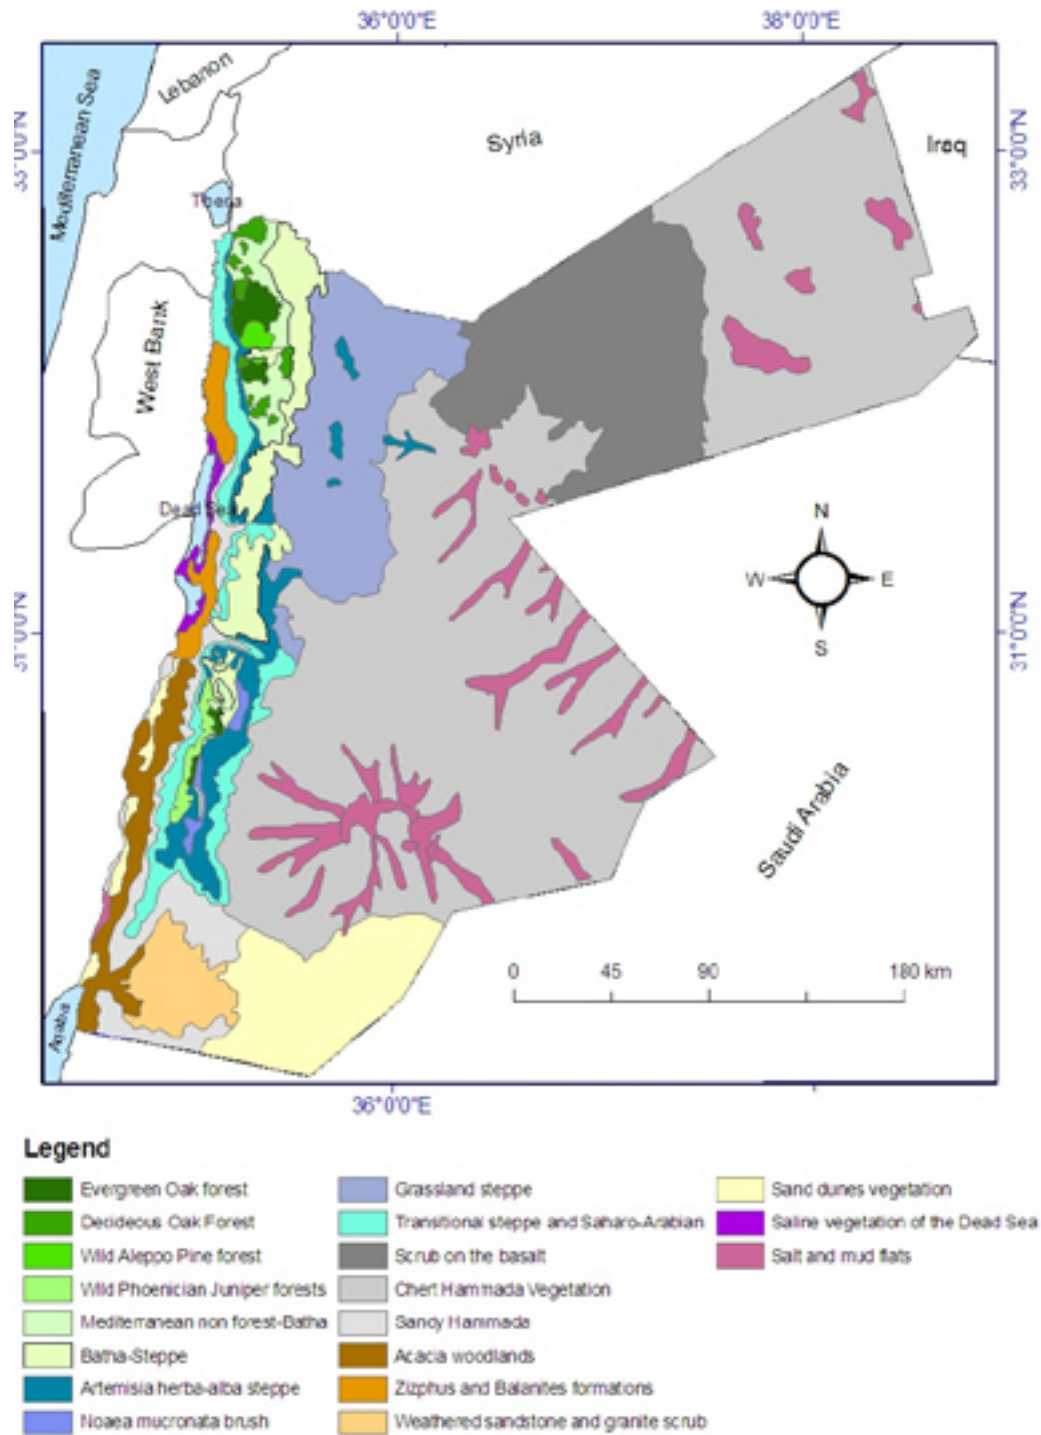 36°0'0"E 38°0'0"E
Lebanon
Mediterranean Sea
Syria
Iraq
33°0'0"N 33°0'0"N
Tberia
West Bank
Dead Sea
N
W E
S
31°0'0"N 31°0'0"N
Saudi Arabia
0 45 90 180 km
Aqaba
36°0'0"E
Legend
Evergreen Oak forest
Decideous Oak Forest
Wild Aleppo Pine forest
Wild Phoenician Juniper forests
Mediterranean non forest-Batha
Batha-Steppe
Artemisia herba-alba steppe
Noaea mucronata brush
Grassland steppe
Transitional steppe and Saharo-Arabian
Scrub on the basalt
Chert Hammada Vegetation
Sandy Hammada
Acacia woodlands
Zizphus and Balanites formations
Weathered sandstone and granite scrub
Sand dunes vegetation
Saline vegetation of the Dead Sea
Salt and mud flats